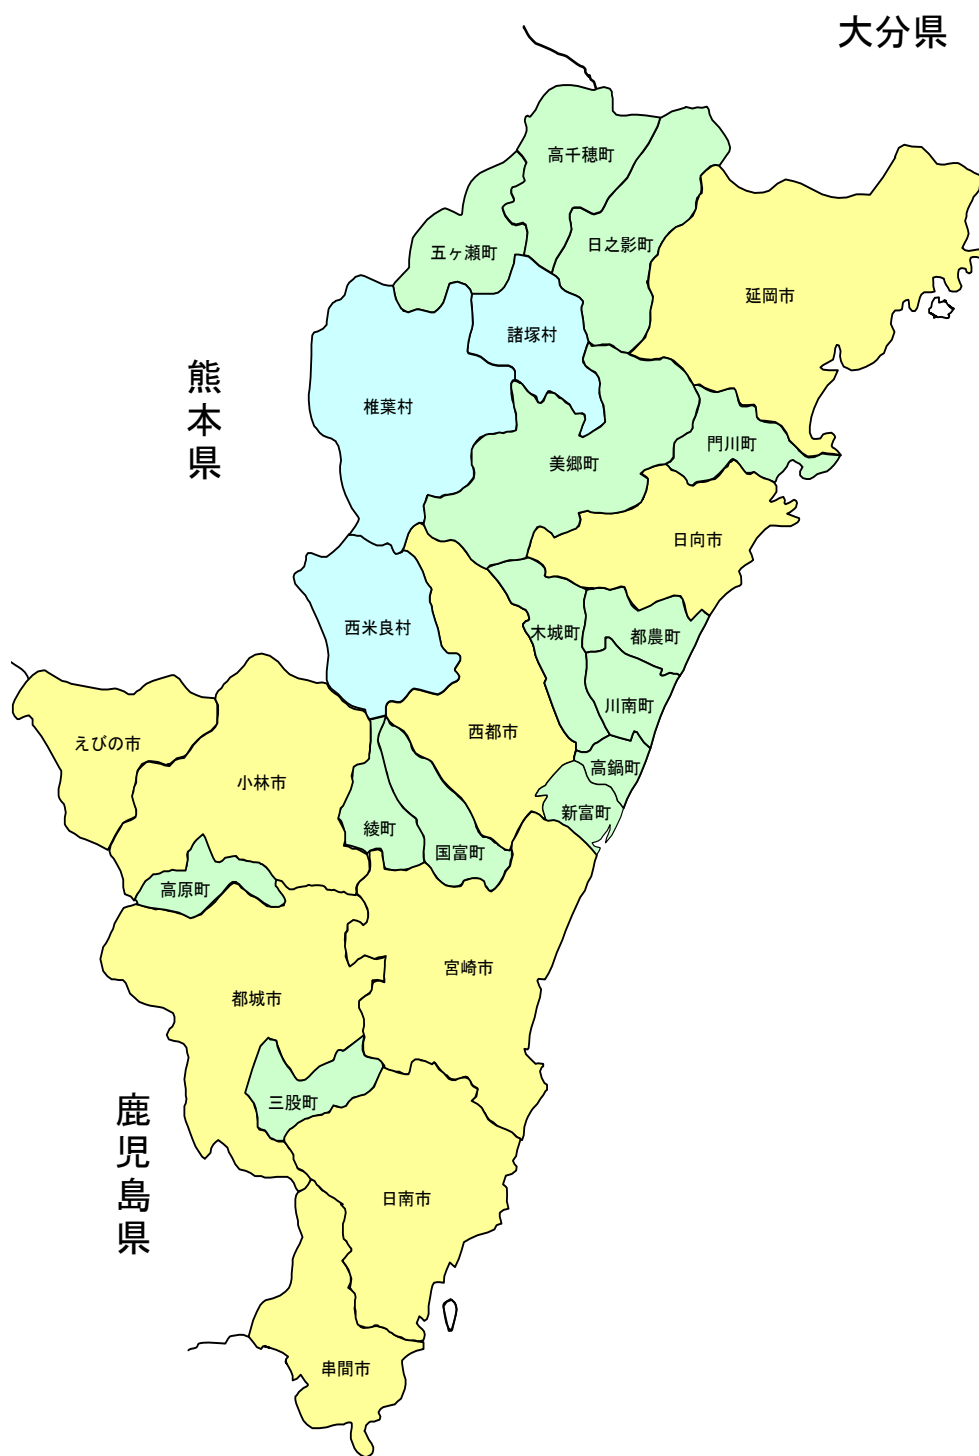 大分県
高千穂町
日之影町
五ヶ瀬町
延岡市
諸塚村
熊本県
椎葉村
門川町
美郷町
日向市
西米良村
木城町
都農町
川南町
西都市
えびの市
高鍋町
小林市
新富町
綾町
国富町
高原町
宮崎市
都城市
三股町
鹿児島県
日南市
串間市